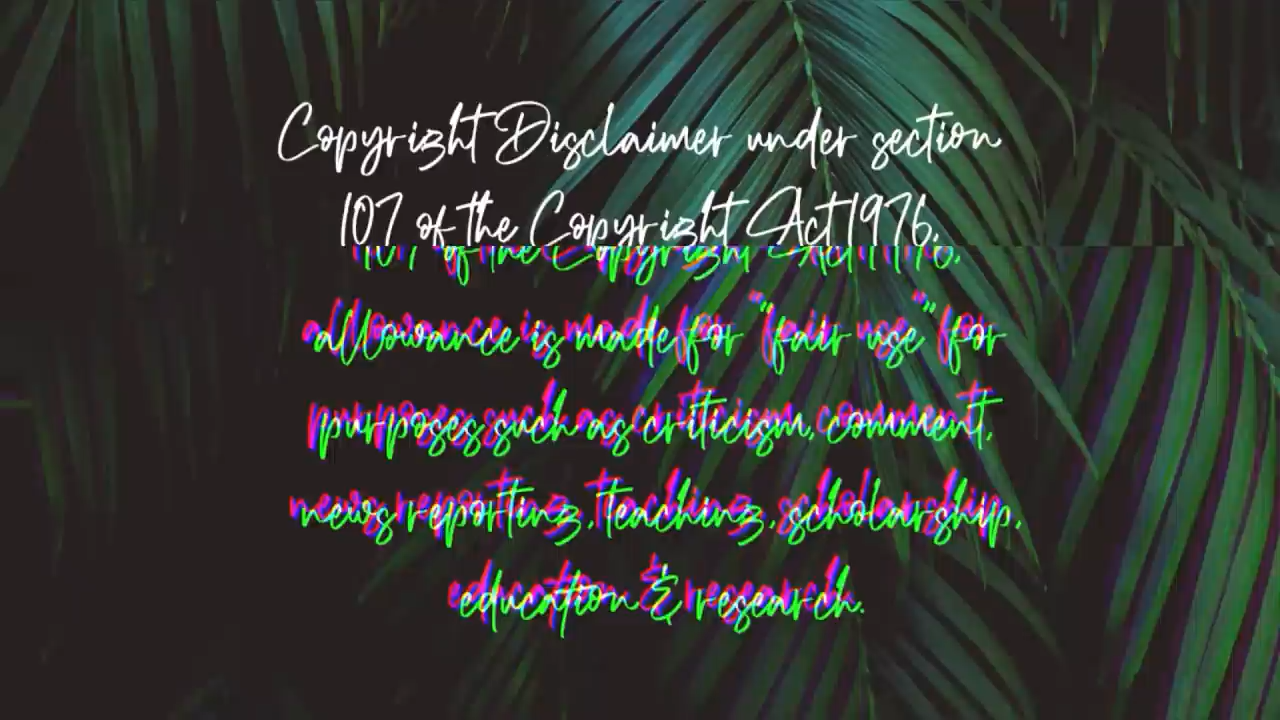 Copyright Disclaimer under section
107 of the Copyright Act 1976,
allowance is made for "fair use" for
purposes such as criticism, comment,
news reporting, teaching, scholarship,
education & research.